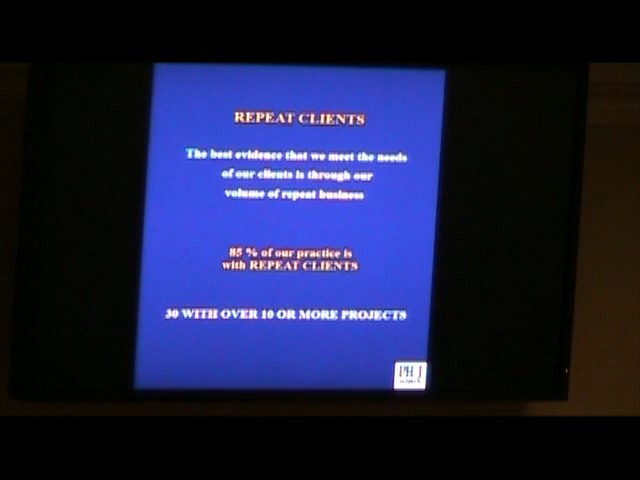 REPEAT CLIENTS
The best evidence that we meet the needs
of our clients is through our
volume of repeat business
85 % of our practice is
with REPEAT CLIENTS
30 WITH OVER 10 OR MORE PROJECTS
PHJ